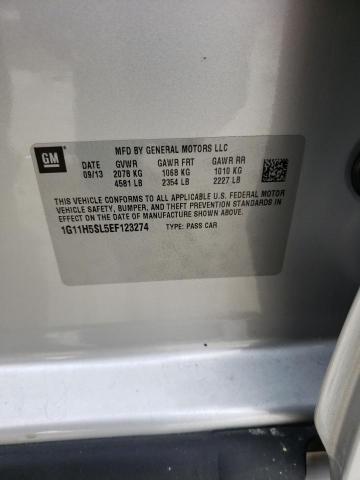 GM
MFD BY GENERAL MOTORS LLC
DATE GVWR GAWR FRT GAWR RR
09/13 2078 KG 1068 KG 1010 KG
4581 LB 2354 LB 2227 LB
THIS VEHICLE CONFORMS TO ALL APPLICABLE U.S. FEDERAL MOTOR
VEHICLE SAFETY, BUMPER, AND THEFT PREVENTION STANDARDS IN
EFFECT ON THE DATE OF MANUFACTURE SHOWN ABOVE.
1G11H5SL5EF123274 TYPE: PASS CAR